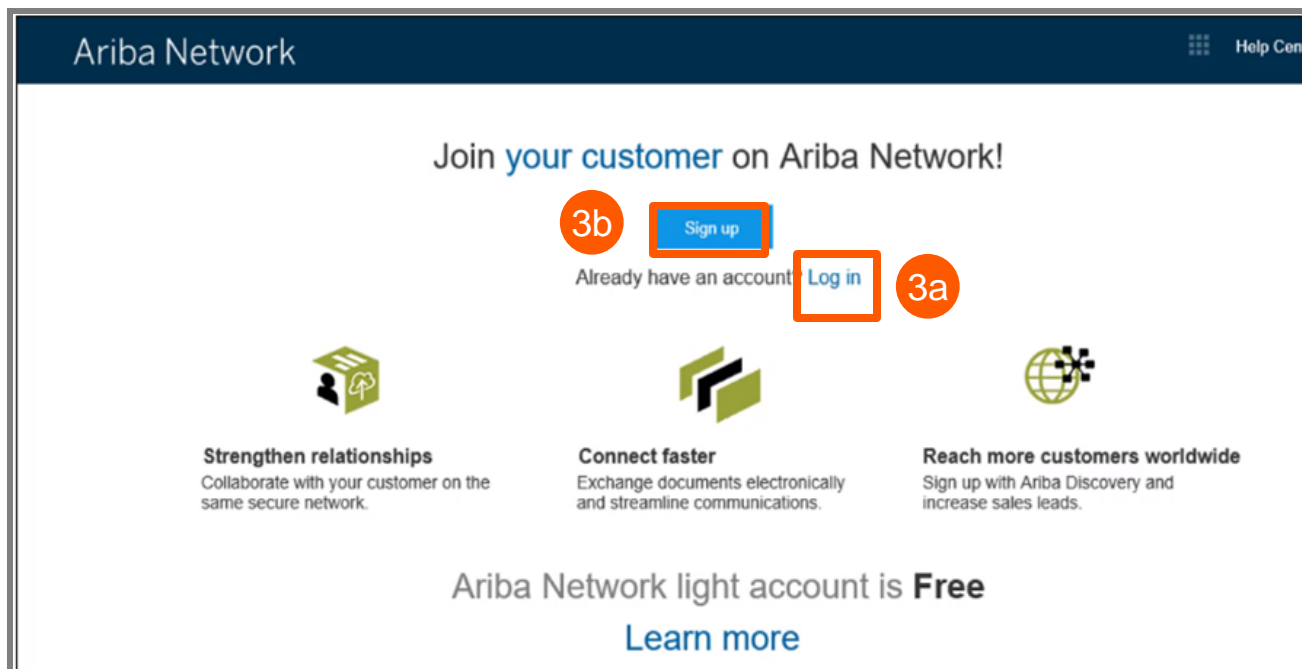 Ariba Network
Help Cen
Join your customer on Ariba Network!
3b
Sign up
Already have an account? Log in
3a
Strengthen relationships
Collaborate with your customer on the
same secure network.
Connect faster
Exchange documents electronically
and streamline communications.
Reach more customers worldwide
Sign up with Ariba Discovery and
increase sales leads.
Ariba Network light account is Free
Learn more